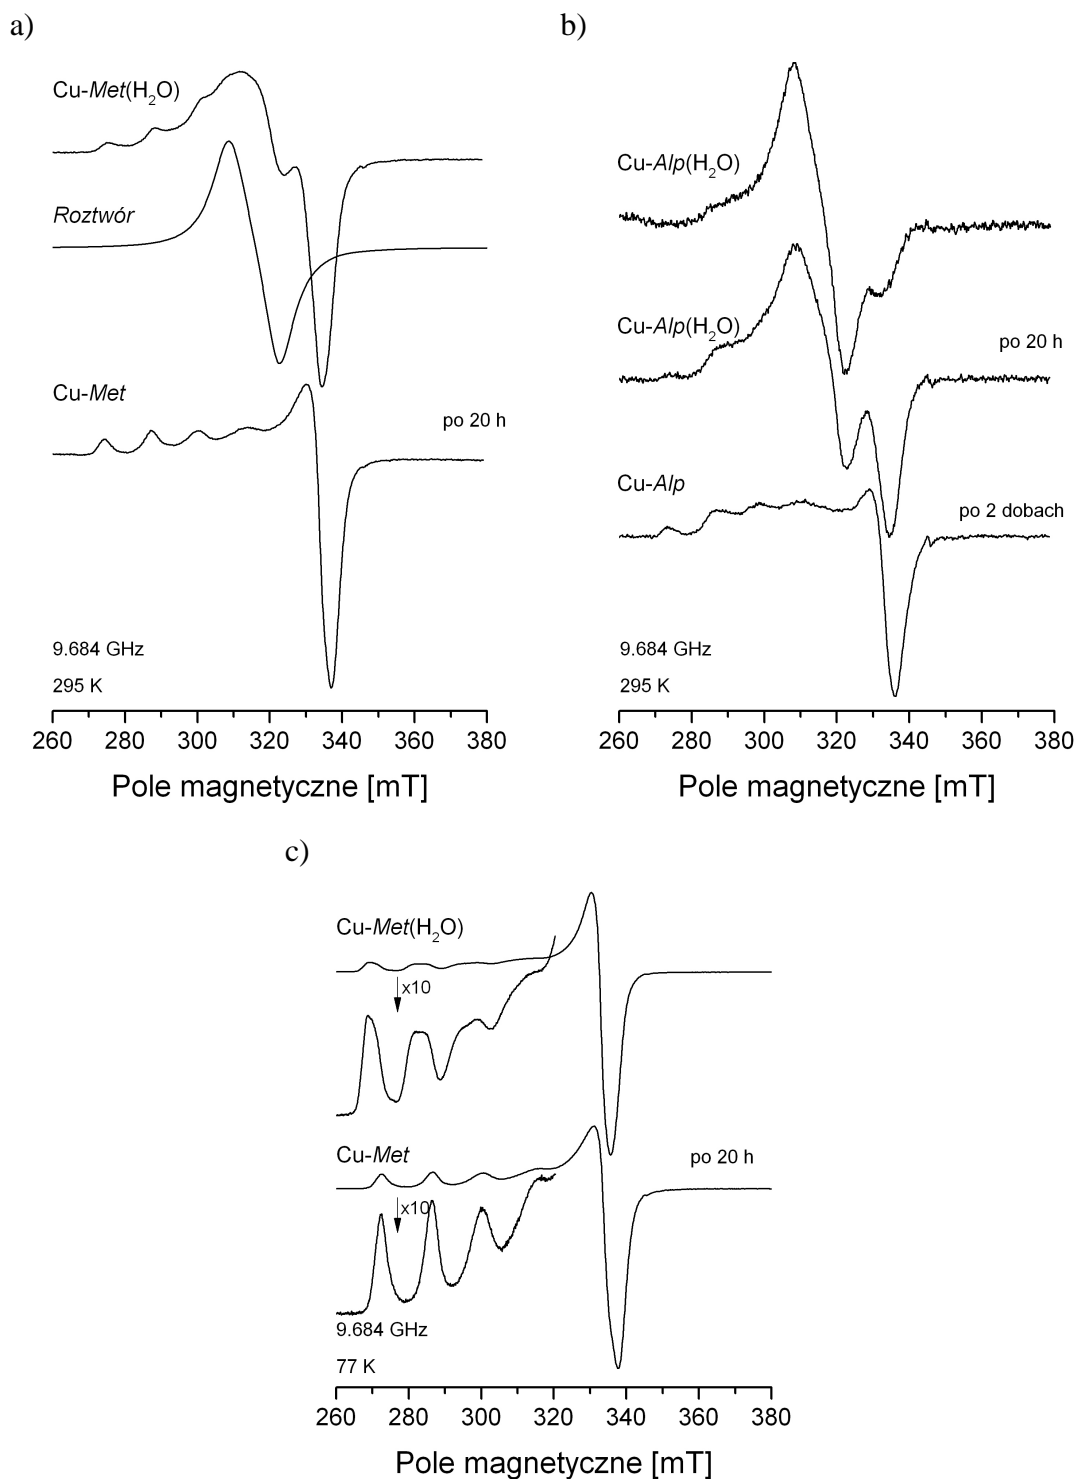 a)
Cu-Met(H₂O)
Roztwór
Cu-Met
po 20 h
9.684 GHz
295 K
260 280 300 320 340 360 380
Pole magnetyczne [mT]
b)
Cu-Alp(H₂O)
Cu-Alp(H₂O)
po 20 h
Cu-Alp
po 2 dobach
9.684 GHz
295 K
260 280 300 320 340 360 380
Pole magnetyczne [mT]
c)
Cu-Met(H₂O)
x10
Cu-Met
po 20 h
x10
9.684 GHz
77 K
260 280 300 320 340 360 380
Pole magnetyczne [mT]